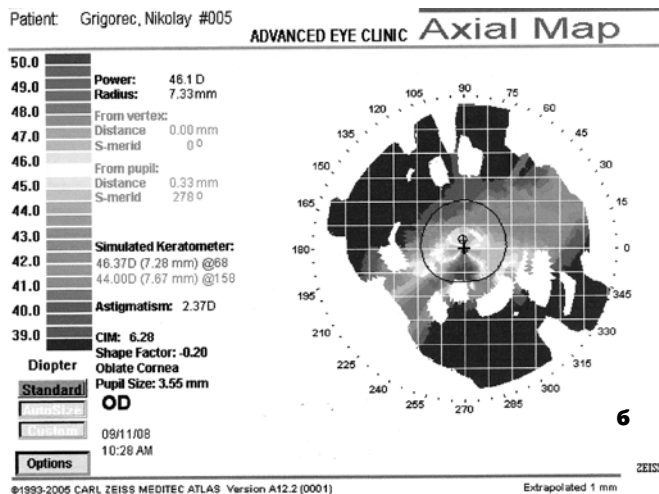 Patient: Grigorec, Nikolay #005
ADVANCED EYE CLINIC Axial Map
50.0
49.0
48.0
47.0
46.0
45.0
44.0
43.0
42.0
41.0
40.0
39.0
Diopter
Standard
AutoSize
Custom
Options
Power: 46.1 D
Radius: 7.33 mm
From vertex:
Distance 0.00 mm
S-merid 0°
From pupil:
Distance 0.33 mm
S-merid 278°
Simulated Keratometer:
46.37D (7.28 mm) @68
44.00D (7.67 mm) @158
Astigmatism: 2.37D
CIM: 6.28
Shape Factor: -0.20
Oblate Cornea
Pupil Size: 3.55 mm
OD
09/11/08
10:28 AM
105 90 75
120 60
135 45
150 30
165 15
180 0
195 345
210 330
225 315
240 300
255 270 285
б
ZEISS
©1993-2005 CARL ZEISS MEDITEC ATLAS Version A12.2 (0001) Extrapolated 1 mm